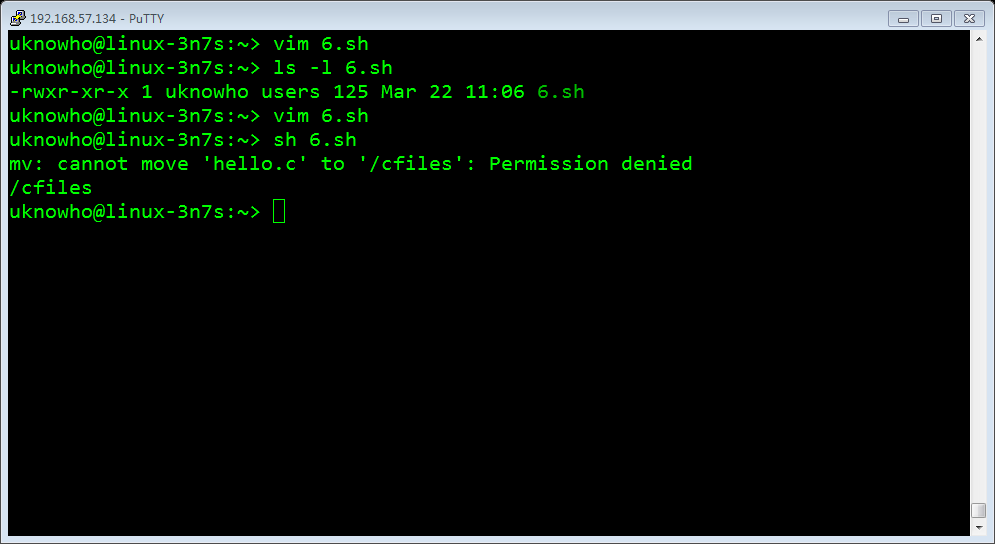 192.168.57.134 - PuTTY
uknowho@linux-3n7s:~> vim 6.sh
uknowho@linux-3n7s:~> ls -l 6.sh
-rwxr-xr-x 1 uknowho users 125 Mar 22 11:06 6.sh
uknowho@linux-3n7s:~> vim 6.sh
uknowho@linux-3n7s:~> sh 6.sh
mv: cannot move 'hello.c' to '/cfiles': Permission denied
/cfiles
uknowho@linux-3n7s:~>